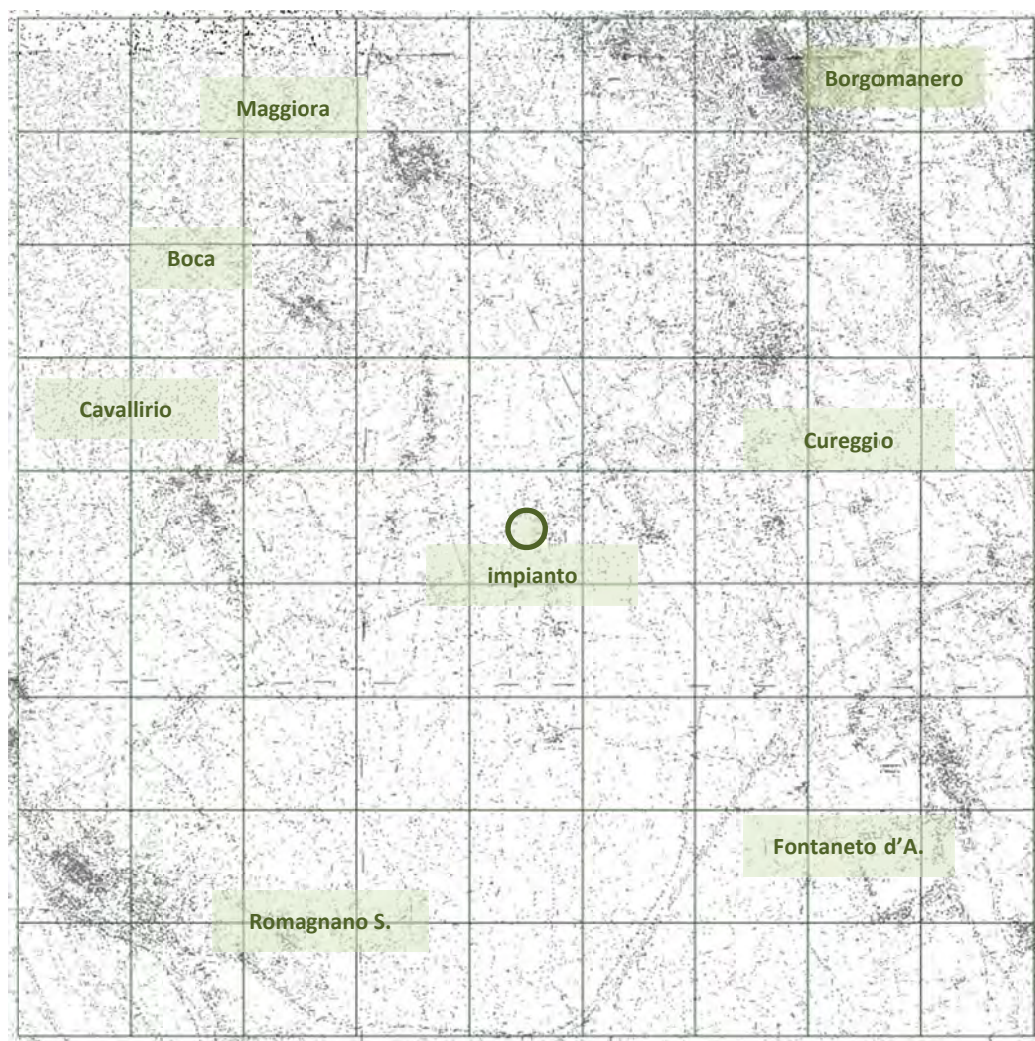 Borgomanero
Maggiora
Boca
Cavallirio
Cureggio
impianto
Fontaneto d'A.
Romagnano S.